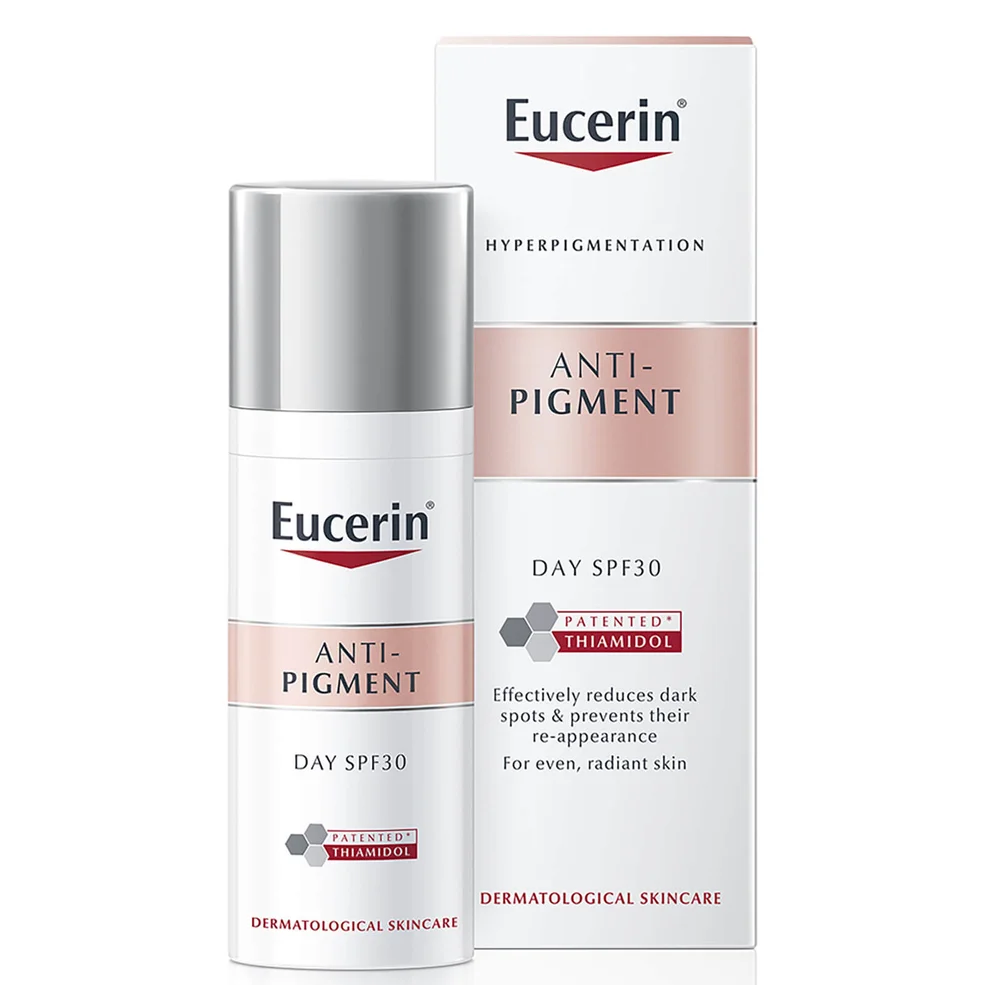 Eucerin®
HYPERPIGMENTATION
ANTI-
PIGMENT
DAY SPF30
PATENTED*
THIAMIDOL
Effectively reduces dark
spots & prevents their
re-appearance
For even, radiant skin
DERMATOLOGICAL SKINCARE
Eucerin®
ANTI-
PIGMENT
DAY SPF30
PATENTED*
THIAMIDOL
DERMATOLOGICAL SKINCARE